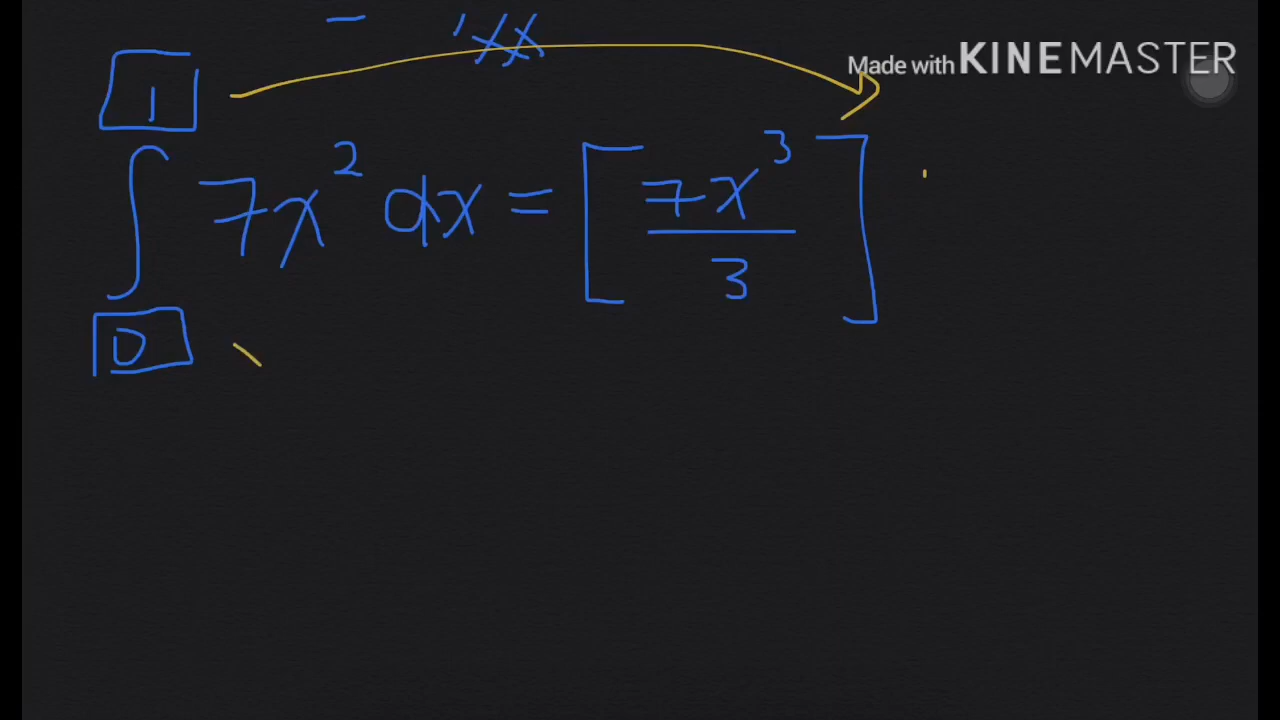 Made with KINEMASTER
1
∫ 7x² dx = [ 7x³ / 3 ]
0